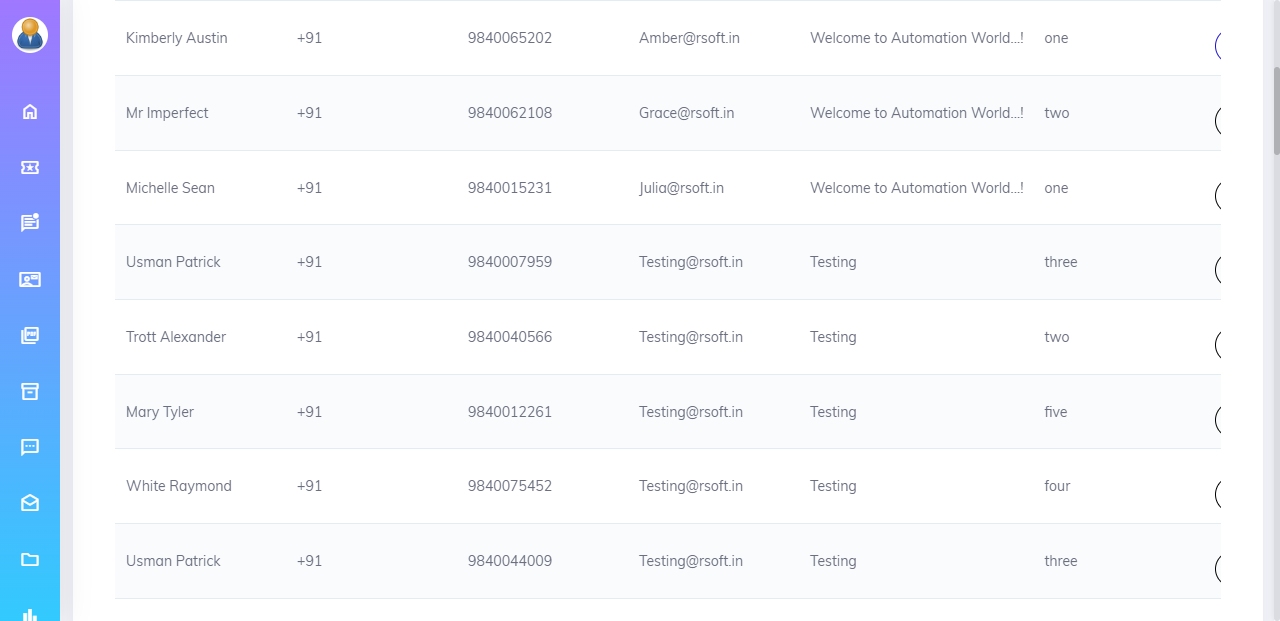 Kimberly Austin +91 9840065202 Amber@rsoft.in Welcome to Automation World...! one
Mr Imperfect +91 9840062108 Grace@rsoft.in Welcome to Automation World...! two
Michelle Sean +91 9840015231 Julia@rsoft.in Welcome to Automation World...! one
Usman Patrick +91 9840007959 Testing@rsoft.in Testing three
Trott Alexander +91 9840040566 Testing@rsoft.in Testing two
Mary Tyler +91 9840012261 Testing@rsoft.in Testing five
White Raymond +91 9840075452 Testing@rsoft.in Testing four
Usman Patrick +91 9840044009 Testing@rsoft.in Testing three